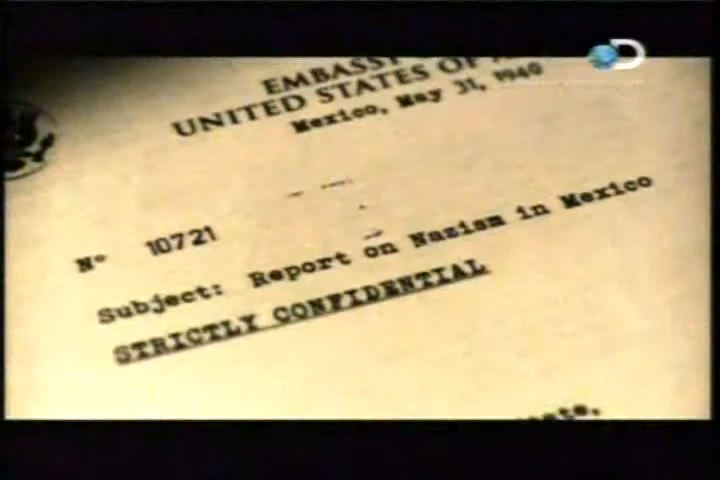 EMBASSY
UNITED STATES OF
Mexico, May 31, 1940
Nº 10721
Subject: Report on Nazism in Mexico
STRICTLY CONFIDENTIAL
D